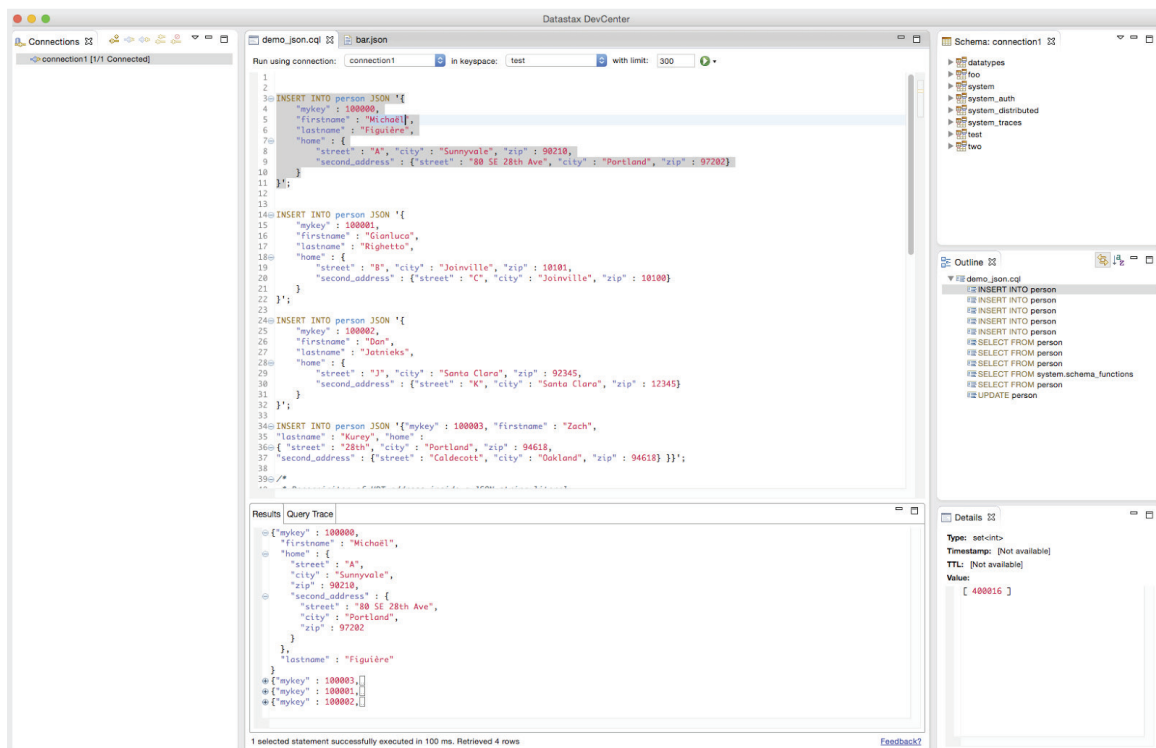 Datastax DevCenter
Connections
connection1 [1/1 Connected]
demo_json.cql
bar.json
Run using connection: connection1 in keyspace: test with limit: 300
1
2
3 INSERT INTO person JSON '{
4 "mykey" : 100000,
5 "firstname" : "Michaël",
6 "lastname" : "Figuière",
7 "home" : {
8 "street" : "A", "city" : "Sunnyvale", "zip" : 90210,
9 "second_address" : {"street" : "80 SE 28th Ave", "city" : "Portland", "zip" : 97202}
10 }
11 }';
12
13
14 INSERT INTO person JSON '{
15 "mykey" : 100001,
16 "firstname" : "Gianluca",
17 "lastname" : "Righetto",
18 "home" : {
19 "street" : "B", "city" : "Joinville", "zip" : 10101,
20 "second_address" : {"street" : "C", "city" : "Joinville", "zip" : 10100}
21 }
22 }';
23
24 INSERT INTO person JSON '{
25 "mykey" : 100002,
26 "firstname" : "Dan",
27 "lastname" : "Jatnieks",
28 "home" : {
29 "street" : "J", "city" : "Santa Clara", "zip" : 92345,
30 "second_address" : {"street" : "K", "city" : "Santa Clara", "zip" : 12345}
31 }
32 }';
33
34 INSERT INTO person JSON '{"mykey" : 100003, "firstname" : "Zach",
35 "lastname" : "Kurey", "home" :
36 { "street" : "28th", "city" : "Portland", "zip" : 94618,
37 "second_address" : {"street" : "Caldecott", "city" : "Oakland", "zip" : 94618} }}';
38
39 /*
Results
Query Trace
{"mykey" : 100000,
"firstname" : "Michaël",
"home" : {
"street" : "A",
"city" : "Sunnyvale",
"zip" : 90210,
"second_address" : {
"street" : "80 SE 28th Ave",
"city" : "Portland",
"zip" : 97202
}
},
"lastname" : "Figuière"
}
{"mykey" : 100003,
{"mykey" : 100001,
{"mykey" : 100002,
1 selected statement successfully executed in 100 ms. Retrieved 4 rows
Feedback?
Schema: connection1
datatypes
foo
system
system_auth
system_distributed
system_traces
test
two
Outline
demo_json.cql
INSERT INTO person
INSERT INTO person
INSERT INTO person
INSERT INTO person
INSERT INTO person
SELECT FROM person
SELECT FROM person
SELECT FROM person
SELECT FROM system.schema_functions
SELECT FROM person
UPDATE person
Details
Type: set<int>
Timestamp: [Not available]
TTL: [Not available]
Value:
[ 400016 ]